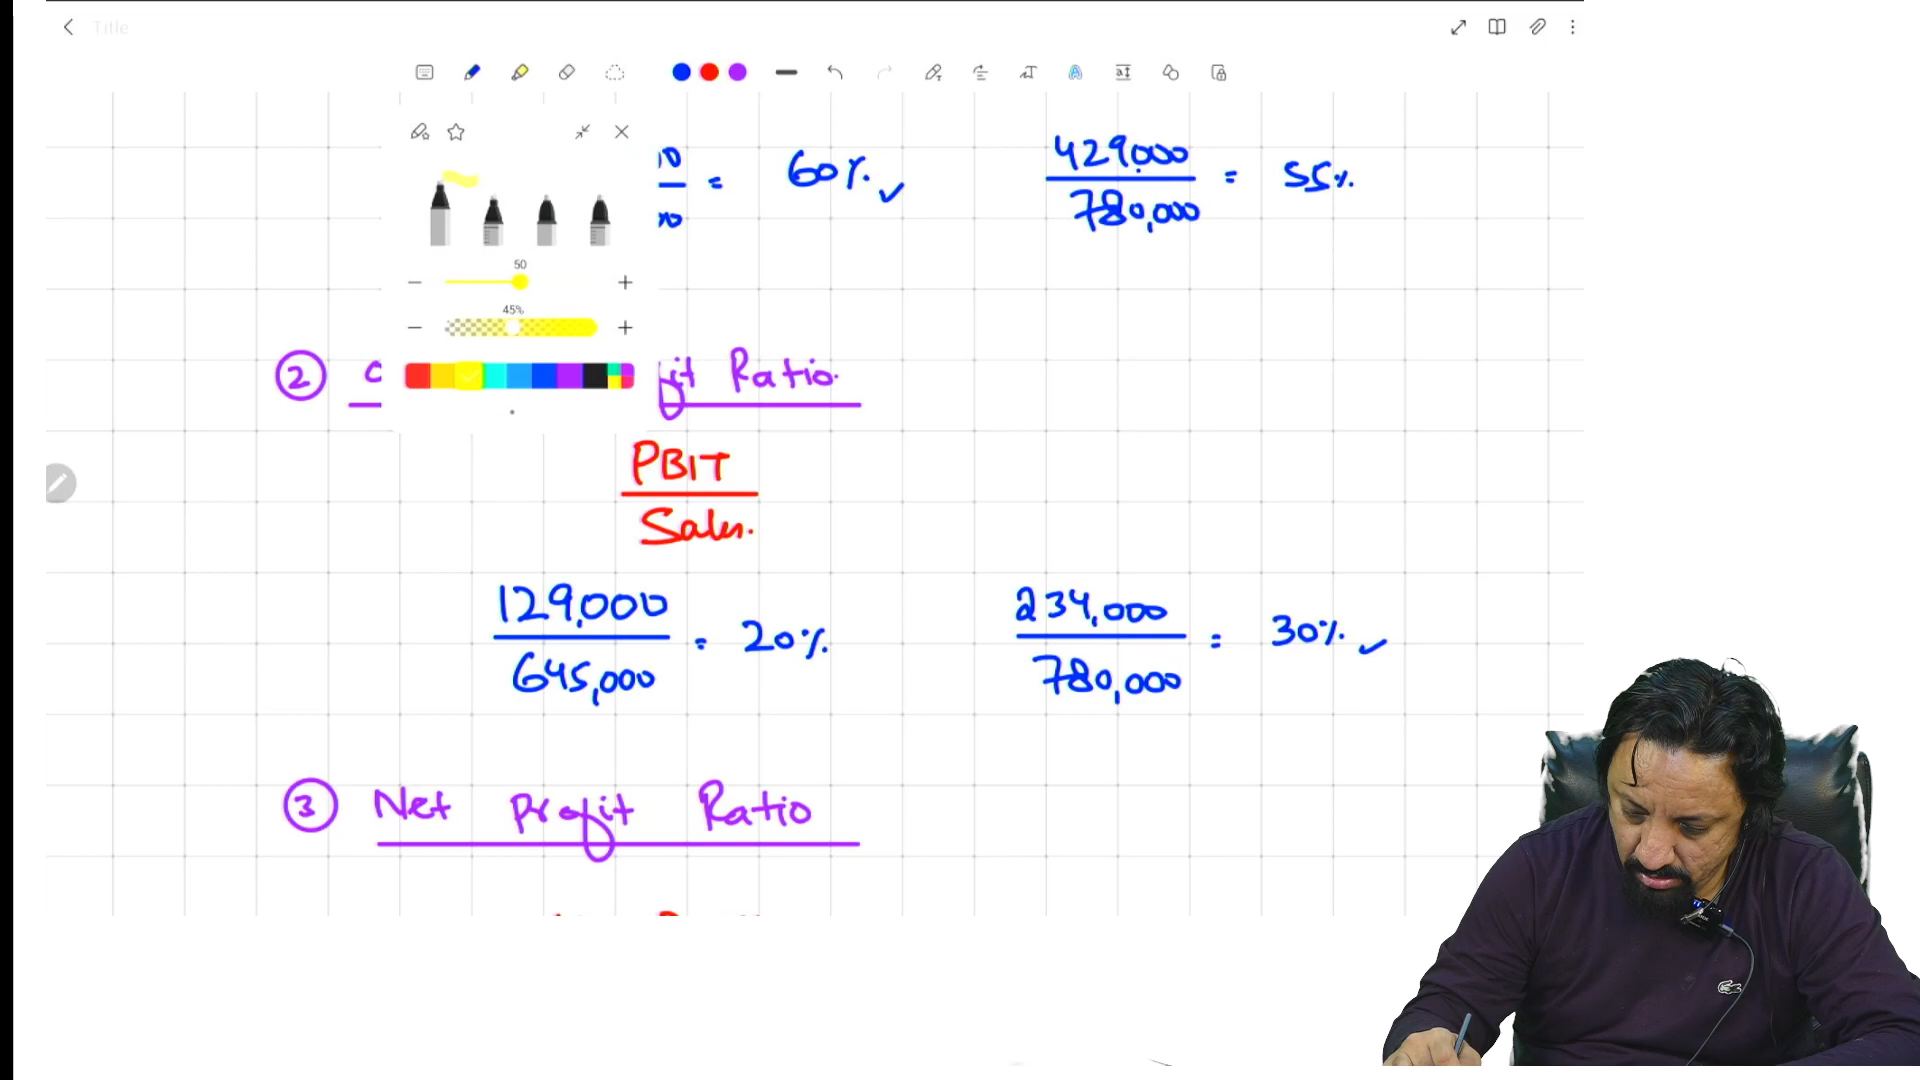 Title
60% ✓
429,000
780,000
= 55%
50
45%
② Ratio
PBIT
Sales.
129,000
645,000
= 20%
234,000
780,000
= 30% ✓
③ Net Profit Ratio